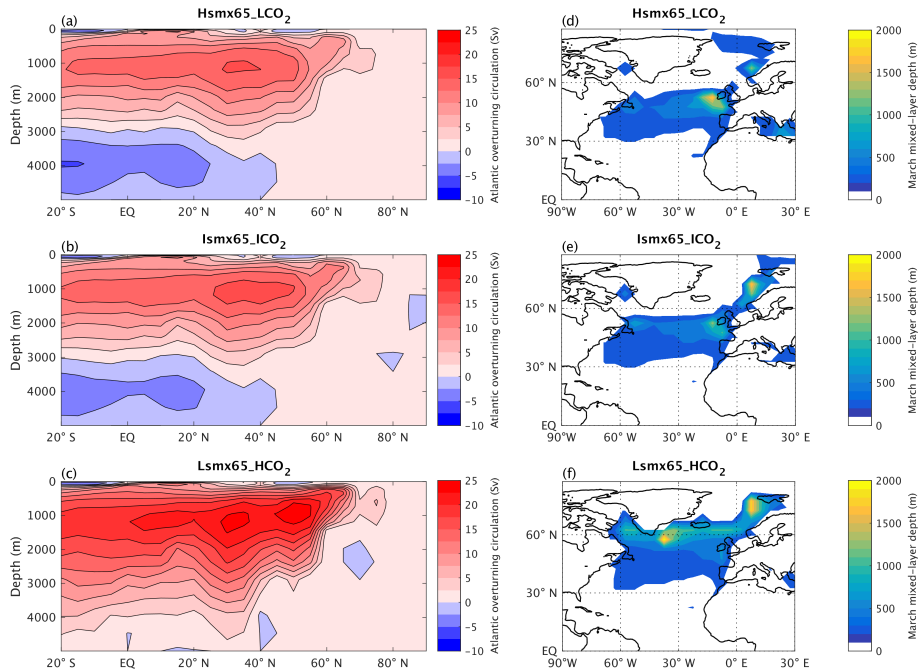 Hsmx65_LCO2
(a)
0
1000
2000
3000
4000
Depth (m)
20° S EQ 20° N 40° N 60° N 80° N
25
20
15
10
5
0
−5
−10
Atlantic overturning circulation (Sv)
Hsmx65_LCO2
(d)
60° N
30° N
EQ
90° W 60° W 30° W 0° E 30° E
2000
1500
1000
500
0
March mixed−layer depth (m)
Ismx65_ICO2
(b)
0
1000
2000
3000
4000
Depth (m)
20° S EQ 20° N 40° N 60° N 80° N
25
20
15
10
5
0
−5
−10
Atlantic overturning circulation (Sv)
Ismx65_ICO2
(e)
60° N
30° N
EQ
90° W 60° W 30° W 0° E 30° E
2000
1500
1000
500
0
March mixed−layer depth (m)
Lsmx65_HCO2
(c)
0
1000
2000
3000
4000
Depth (m)
20° S EQ 20° N 40° N 60° N 80° N
25
20
15
10
5
0
−5
−10
Atlantic overturning circulation (Sv)
Lsmx65_HCO2
(f)
60° N
30° N
EQ
90° W 60° W 30° W 0° E 30° E
2000
1500
1000
500
0
March mixed−layer depth (m)